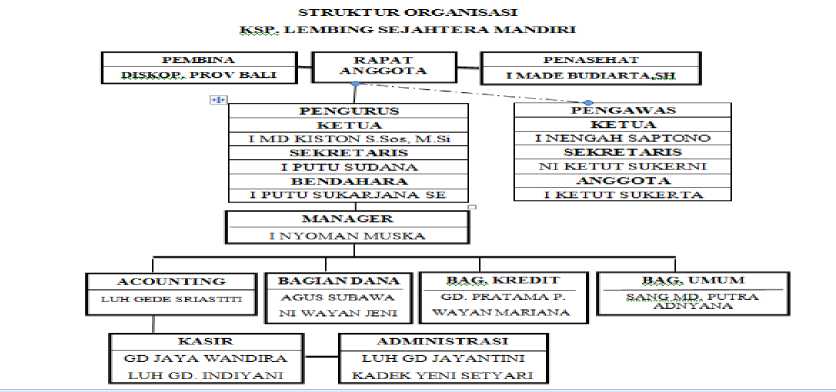 STRUKTUR ORGANISASI
KSP. LEMBING SEJAHTERA MANDIRI
PEMBINA
DISKOP. PROV BALI
RAPAT
ANGGOTA
PENASEHAT
I MADE BUDIARTA,SH
PENGURUS
KETUA
I MD KISTON S.Sos, M.Si
SEKRETARIS
I PUTU SUDANA
BENDAHARA
I PUTU SUKARJANA SE
PENGAWAS
KETUA
I NENGAH SAPTONO
SEKRETARIS
NI KETUT SUKERNI
ANGGOTA
I KETUT SUKERTA
MANAGER
I NYOMAN MUSKA
ACOUNTING
LUH GEDE SRIASTITI
BAGIAN DANA
AGUS SUBAWA
NI WAYAN JENI
BAG. KREDIT
GD. PRATAMA P.
WAYAN MARIANA
BAG. UMUM
SANG MD. PUTRA
ADNYANA
KASIR
GD JAYA WANDIRA
LUH GD. INDIYANI
ADMINISTRASI
LUH GD JAYANTINI
KADEK YENI SETYARI